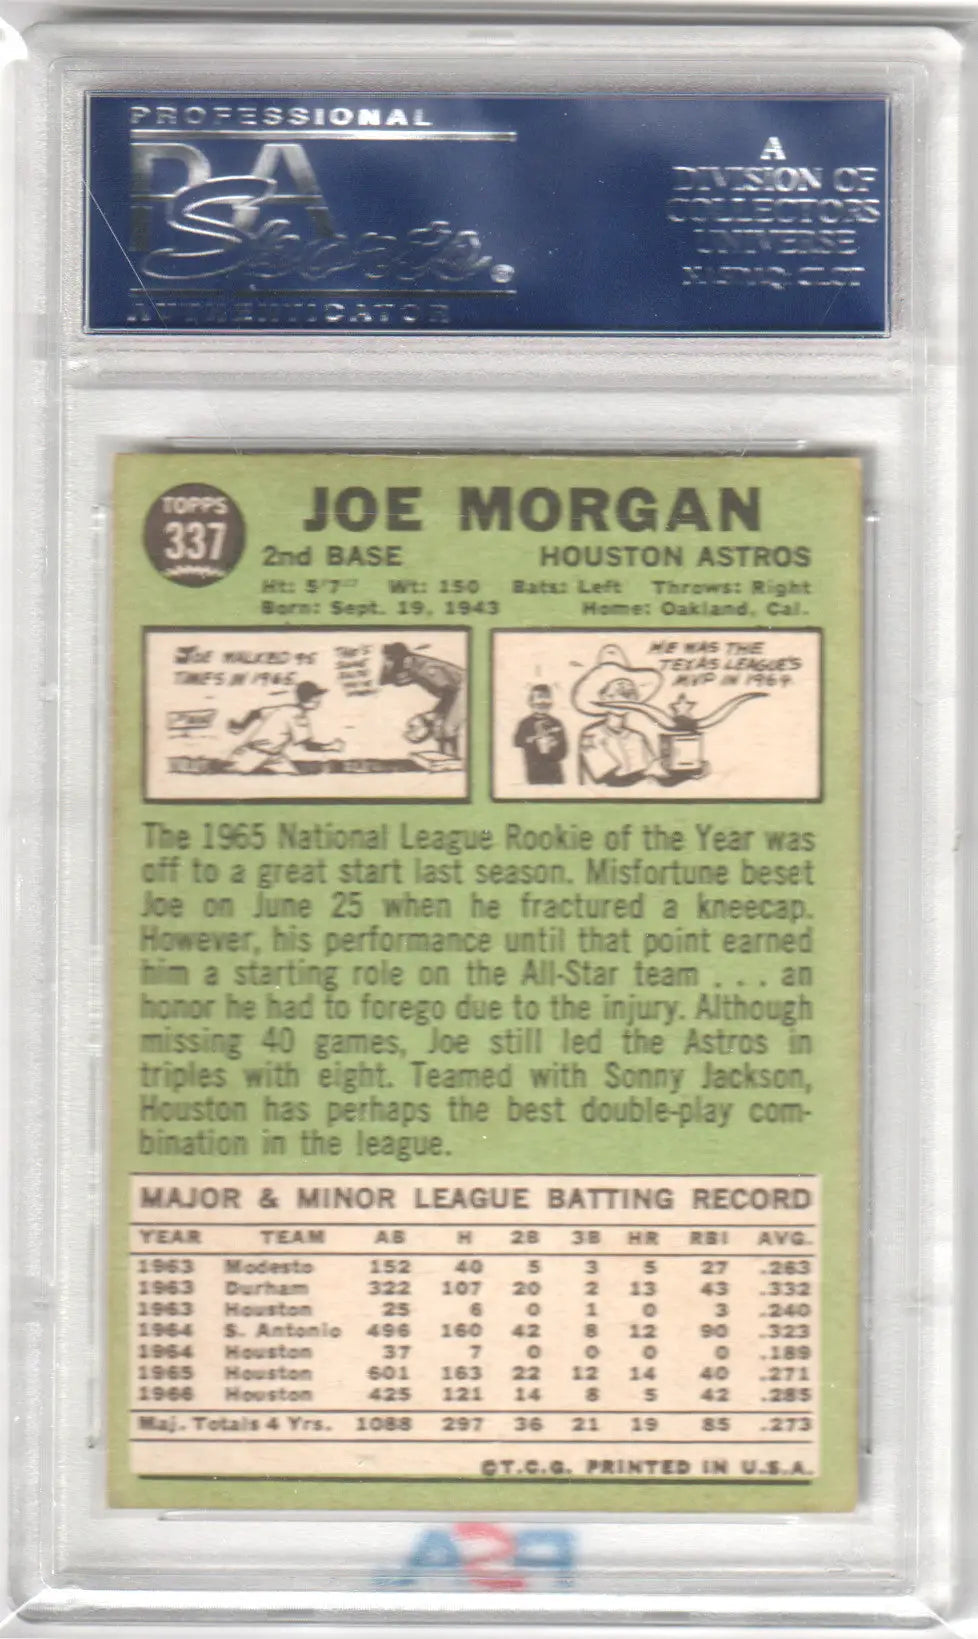 PROFESSIONAL
PSA
Sports
AUTHENTICATOR
A
DIVISION OF
COLLECTORS
UNIVERSE
NASDAQ: CLCT
TOPPS
337
JOE MORGAN
2nd BASE HOUSTON ASTROS
Ht: 5'7" Wt: 150 Bats: Left Throws: Right
Born: Sept. 19, 1943 Home: Oakland, Cal.
JOE WALKED 95
TIMES IN 1965
HE WAS THE
TEXAS LEAGUE'S
MVP IN 1964
The 1965 National League Rookie of the Year was
off to a great start last season. Misfortune beset
Joe on June 25 when he fractured a kneecap.
However, his performance until that point earned
him a starting role on the All-Star team . . . an
honor he had to forego due to the injury. Although
missing 40 games, Joe still led the Astros in
triples with eight. Teamed with Sonny Jackson,
Houston has perhaps the best double-play com-
bination in the league.
MAJOR & MINOR LEAGUE BATTING RECORD
YEAR TEAM AB H 2B 3B HR RBI AVG.
1963 Modesto 152 40 5 3 5 27 .263
1963 Durham 322 107 20 2 13 43 .332
1963 Houston 25 6 0 1 0 3 .240
1964 S. Antonio 496 160 42 8 12 90 .323
1964 Houston 37 7 0 0 0 0 .189
1965 Houston 601 163 22 12 14 40 .271
1966 Houston 425 121 14 8 5 42 .285
Maj. Totals 4 Yrs. 1088 297 36 21 19 85 .273
©T.C.G. PRINTED IN U.S.A.
PSA